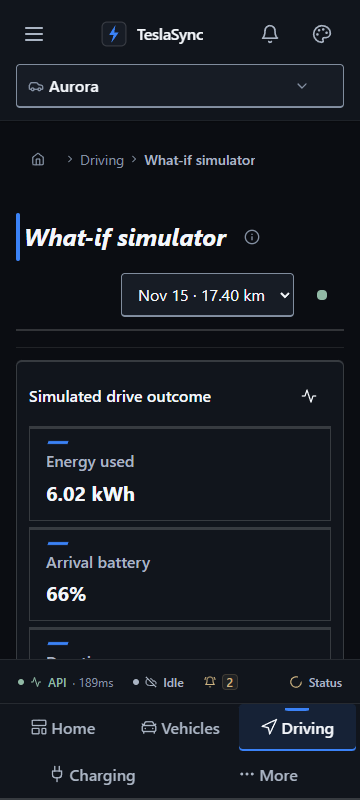 TeslaSync
Aurora
Driving
What-if simulator
What-if simulator
Nov 15 · 17.40 km
Simulated drive outcome
Energy used
6.02 kWh
Arrival battery
66%
API · 189ms
Idle
2
Status
Home
Vehicles
Driving
Charging
More